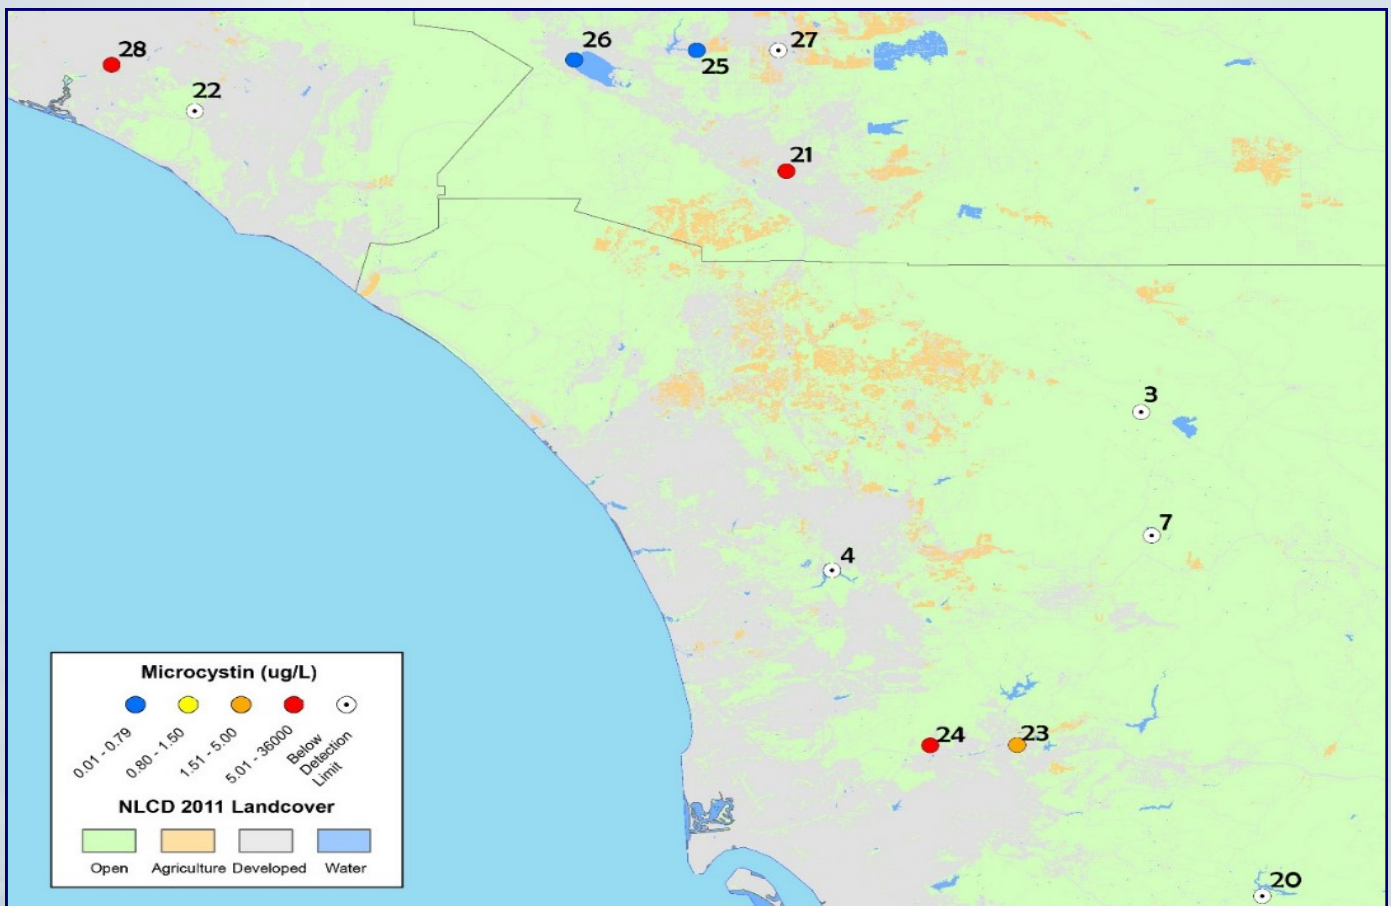 28
26
27
25
22
21
3
7
4
24
23
20
Microcystin (ug/L)
0.01 - 0.79
0.80 - 1.50
1.51 - 5.00
5.01 - 36000
Below
Detection
Limit
NLCD 2011 Landcover
Open Agriculture Developed Water